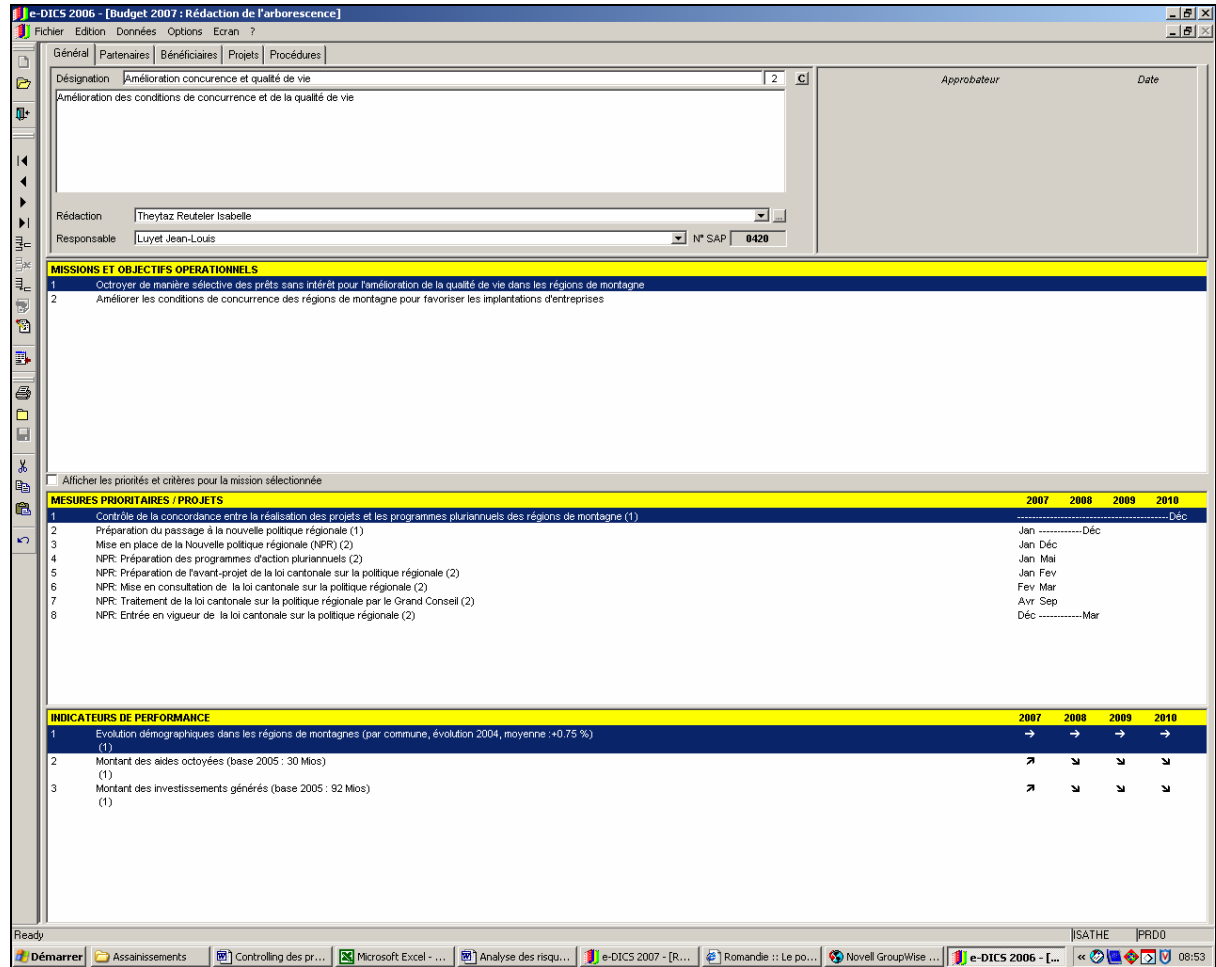 e-DICS 2006 - [Budget 2007 : Rédaction de l'arborescence]
Fichier Edition Données Options Ecran ?
Général Partenaires Bénéficiaires Projets Procédures
Désignation Amélioration concurence et qualité de vie 2 C
Approbateur Date
Amélioration des conditions de concurrence et de la qualité de vie
Rédaction Theytaz Reuteler Isabelle ...
Responsable Luyet Jean-Louis N° SAP 0420
MISSIONS ET OBJECTIFS OPERATIONNELS
1 Octroyer de manière sélective des prêts sans intérêt pour l'amélioration de la qualité de vie dans les régions de montagne
2 Améliorer les conditions de concurrence des régions de montagne pour favoriser les implantations d'entreprises
Afficher les priorités et critères pour la mission sélectionnée
MESURES PRIORITAIRES / PROJETS 2007 2008 2009 2010
1 Contrôle de la concordance entre la réalisation des projets et les programmes pluriannuels des régions de montagne (1) ------------------------------------------Déc
2 Préparation du passage à la nouvelle politique régionale (1) Jan ------------Déc
3 Mise en place de la Nouvelle politique régionale (NPR) (2) Jan Déc
4 NPR: Préparation des programmes d'action pluriannuels (2) Jan Mai
5 NPR: Préparation de l'avant-projet de la loi cantonale sur la politique régionale (2) Jan Fev
6 NPR: Mise en consultation de la loi cantonale sur la politique régionale (2) Fev Mar
7 NPR: Traitement de la loi cantonale sur la politique régionale par le Grand Conseil (2) Avr Sep
8 NPR: Entrée en vigueur de la loi cantonale sur la politique régionale (2) Déc ------------Mar
INDICATEURS DE PERFORMANCE 2007 2008 2009 2010
1 Evolution démographiques dans les régions de montagnes (par commune, évolution 2004, moyenne :+0.75 %) → → → →
(1)
2 Montant des aides octoyées (base 2005 : 30 Mios) ↗ ↘ ↘ ↘
(1)
3 Montant des investissements générés (base 2005 : 92 Mios) ↗ ↘ ↘ ↘
(1)
Ready ISATHE PRD0
Démarrer Assainissements Controlling des pr... Microsoft Excel - ... Analyse des risqu... e-DICS 2007 - [R... Romandie :: Le po... Novell GroupWise ... e-DICS 2006 - [... « 08:53